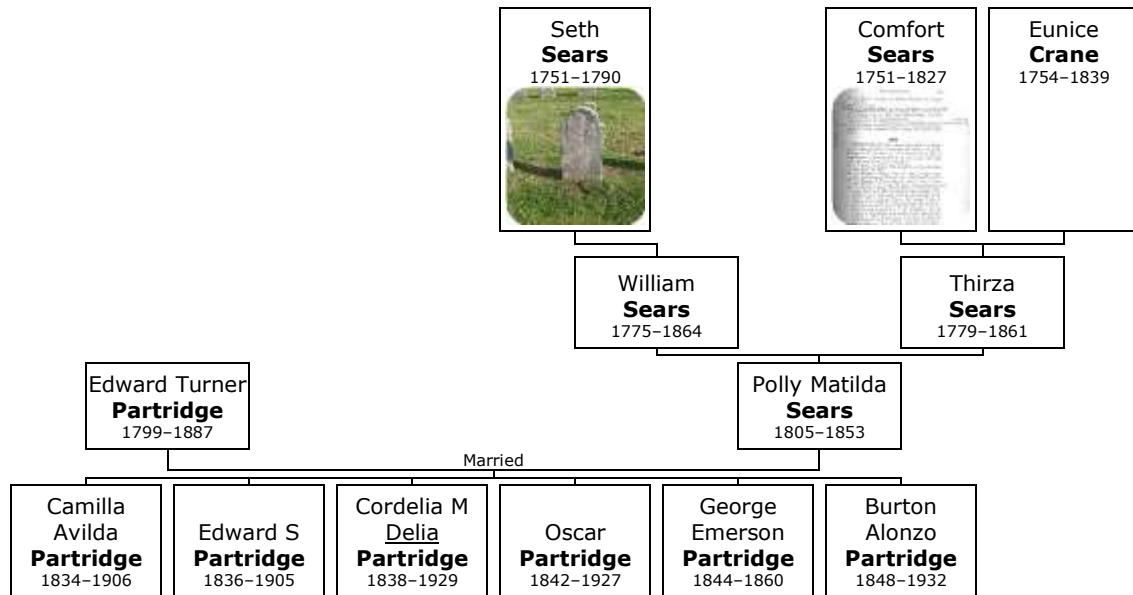 Seth
Sears
1751–1790
Comfort
Sears
1751–1827
Eunice
Crane
1754–1839
William
Sears
1775–1864
Thirza
Sears
1779–1861
Edward Turner
Partridge
1799–1887
Polly Matilda
Sears
1805–1853
Married
Camilla
Avilda
Partridge
1834–1906
Edward S
Partridge
1836–1905
Cordelia M
Delia
Partridge
1838–1929
Oscar
Partridge
1842–1927
George
Emerson
Partridge
1844–1860
Burton
Alonzo
Partridge
1848–1932